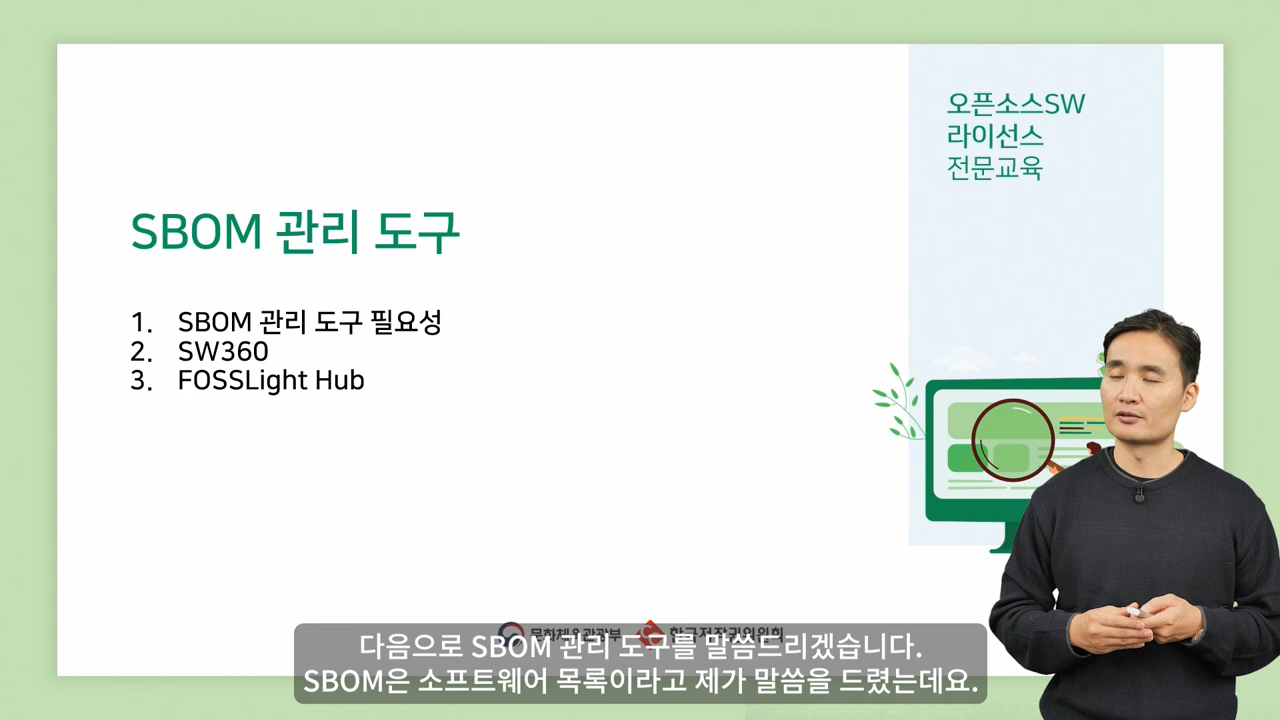 오픈소스SW
라이선스
전문교육
SBOM 관리 도구
1. SBOM 관리 도구 필요성
2. SW360
3. FOSSLight Hub
문화체육관광부 한국저작권위원회
다음으로 SBOM 관리 도구를 말씀드리겠습니다.
SBOM은 소프트웨어 목록이라고 제가 말씀을 드렸는데요.